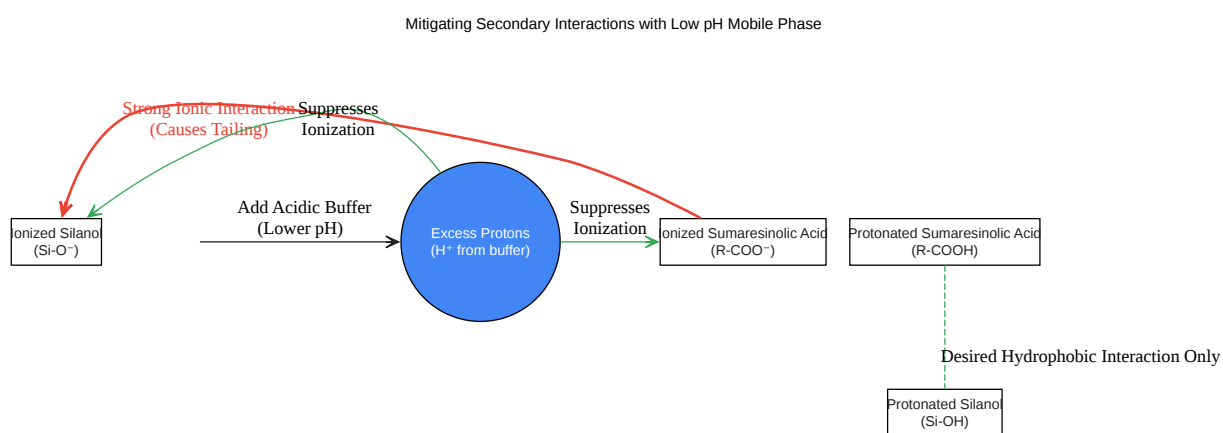 Mitigating Secondary Interactions with Low pH Mobile Phase
Strong Ionic Interaction
(Causes Tailing)
Suppresses
Ionization
Add Acidic Buffer
(Lower pH)
Suppresses
Ionization
Ionized Silanol
(Si-O⁻)
Excess Protons
(H⁺ from buffer)
Ionized Sumaresinolic Acid
(R-COO⁻)
Protonated Sumaresinolic Acid
(R-COOH)
Desired Hydrophobic Interaction Only
Protonated Silanol
(Si-OH)